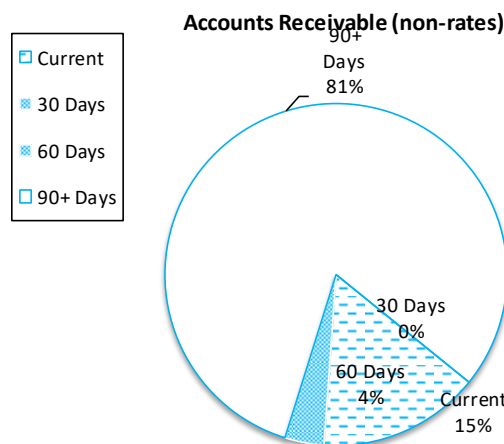 Accounts Receivable (non-rates)
Current
30 Days
60 Days
90+ Days
90+
Days
81%
30 Days
0%
60 Days
4%
Current
15%